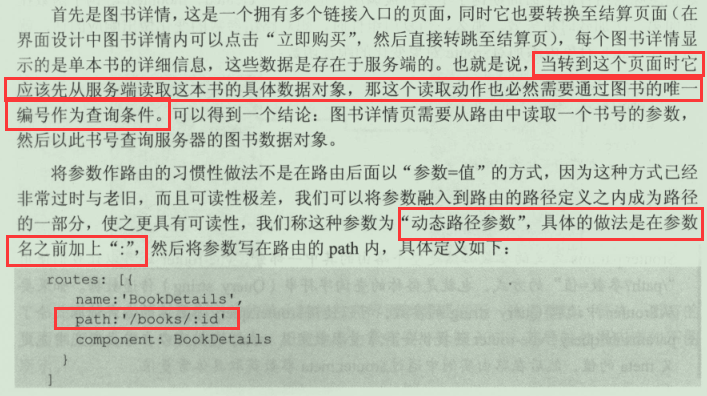 首先是图书详情，这是一个拥有多个链接入口的页面，同时它也要转换至结算页面（在
界面设计中图书详情内可以点击“立即购买”，然后直接转跳至结算页），每个图书详情显
示的是单本书的详细信息，这些数据是存在于服务端的。也就是说，当转到这个页面时它
应该先从服务端读取这本书的具体数据对象，那这个读取动作也必然需要通过图书的唯一
编号作为查询条件。可以得到一个结论：图书详情页需要从路由中读取一个书号的参数，
然后以此书号查询服务器的图书数据对象。
将参数作路由的习惯性做法不是在路由后面以“参数=值”的方式，因为这种方式已经
非常过时与老旧，而且可读性极差，我们可以将参数融入到路由的路径定义之内成为路径
的一部分，使之更具有可读性，我们称这种参数为“动态路径参数”，具体的做法是在参数
名之前加上“:”，然后将参数写在路由的 path 内，具体定义如下：
routes: [{
name:'BookDetails',
path:'/books/:id'
component: BookDetails
}
]